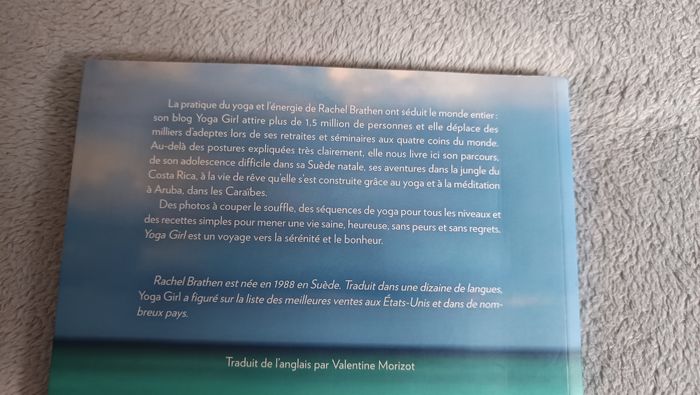 La pratique du yoga et l'énergie de Rachel Brathen ont séduit le monde entier :
son blog Yoga Girl attire plus de 1,5 million de personnes et elle déplace des
milliers d'adeptes lors de ses retraites et séminaires aux quatre coins du monde.
Au-delà des postures expliquées très clairement, elle nous livre ici son parcours,
de son adolescence difficile dans sa Suède natale, ses aventures dans la jungle du
Costa Rica, à la vie de rêve qu'elle s'est construite grâce au yoga et à la méditation
à Aruba, dans les Caraïbes.
Des photos à couper le souffle, des séquences de yoga pour tous les niveaux et
des recettes simples pour mener une vie saine, heureuse, sans peurs et sans regrets.
Yoga Girl est un voyage vers la sérénité et le bonheur.
Rachel Brathen est née en 1988 en Suède. Traduit dans une dizaine de langues,
Yoga Girl a figuré sur la liste des meilleures ventes aux États-Unis et dans de nom-
breux pays.
Traduit de l'anglais par Valentine Morizot